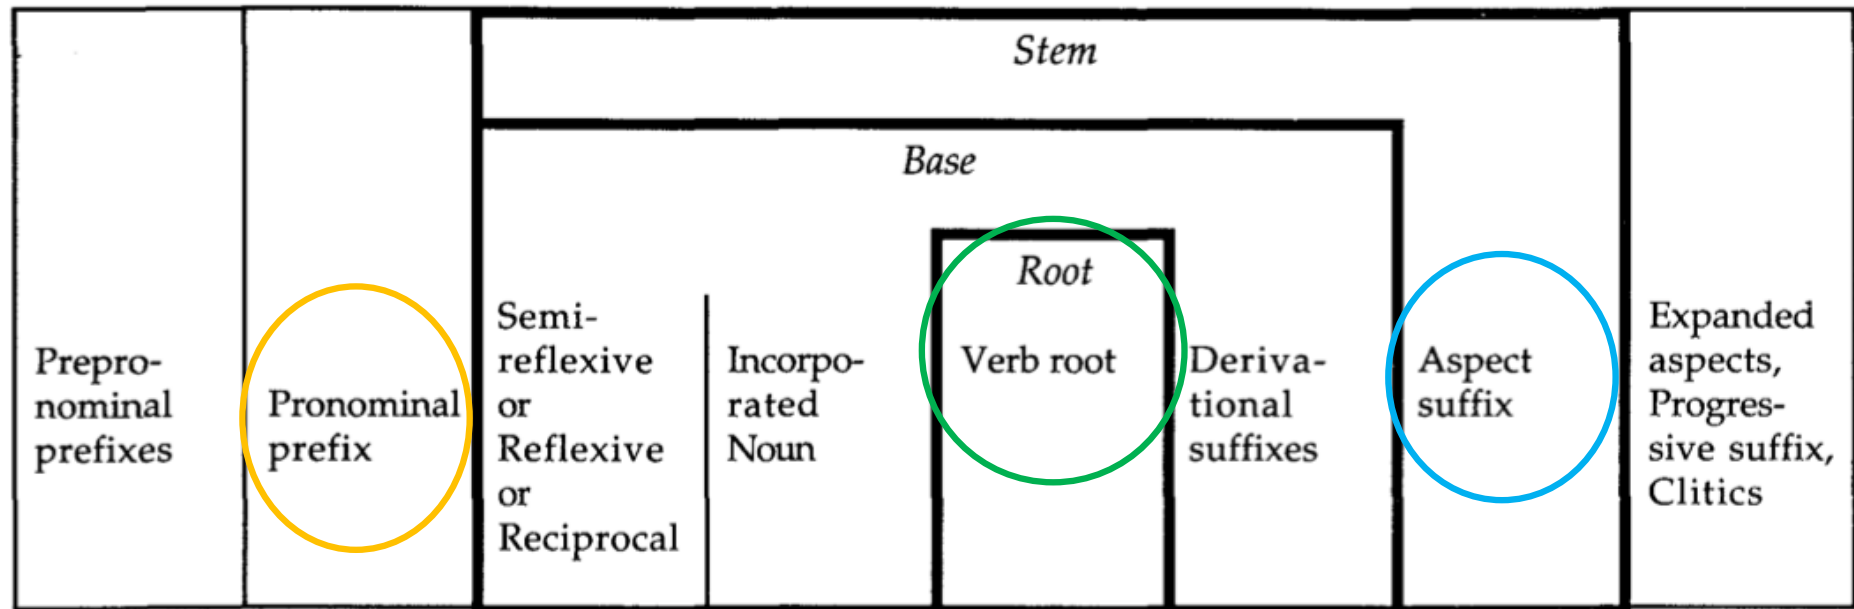 Stem
Base
Root
Prepro-
nominal
prefixes
Pronominal
prefix
Semi-
reflexive
or
Reflexive
or
Reciprocal
Incorpo-
rated
Noun
Verb root
Deriva-
tional
suffixes
Aspect
suffix
Expanded
aspects,
Progres-
sive suffix,
Clitics